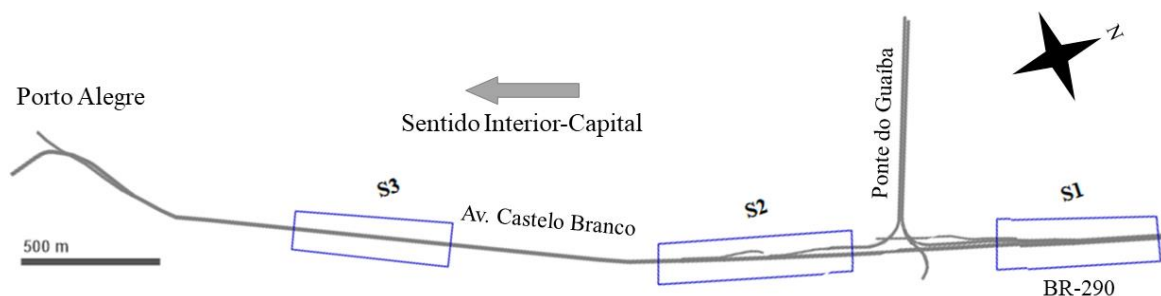 Porto Alegre
Sentido Interior-Capital
Ponte do Guaíba
N
S3
Av. Castelo Branco
S2
S1
500 m
BR-290